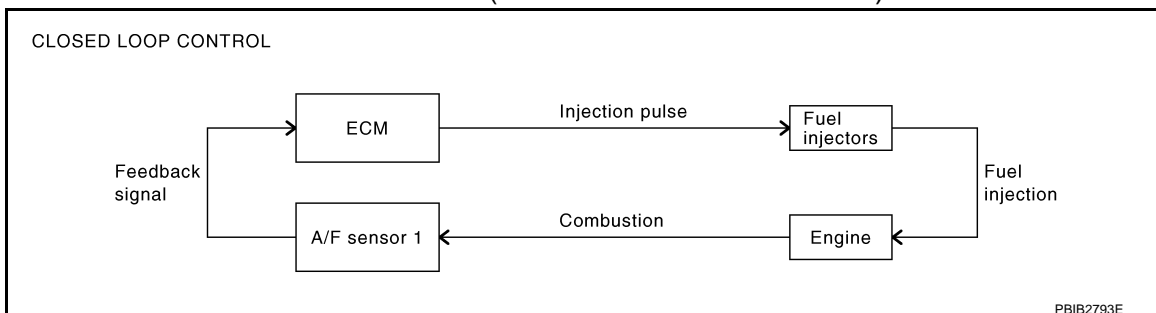 CLOSED LOOP CONTROL
ECM
Injection pulse
Fuel
injectors
Feedback
signal
Fuel
injection
A/F sensor 1
Combustion
Engine
PBIB2793E